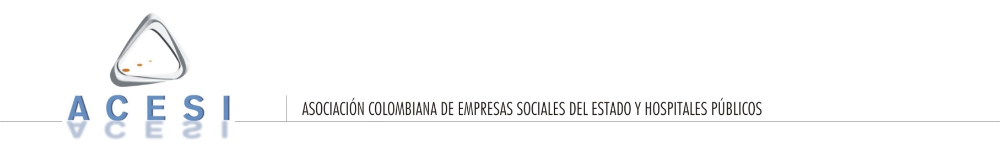 ACESI
ASOCIACIÓN COLOMBIANA DE EMPRESAS SOCIALES DEL ESTADO Y HOSPITALES PÚBLICOS